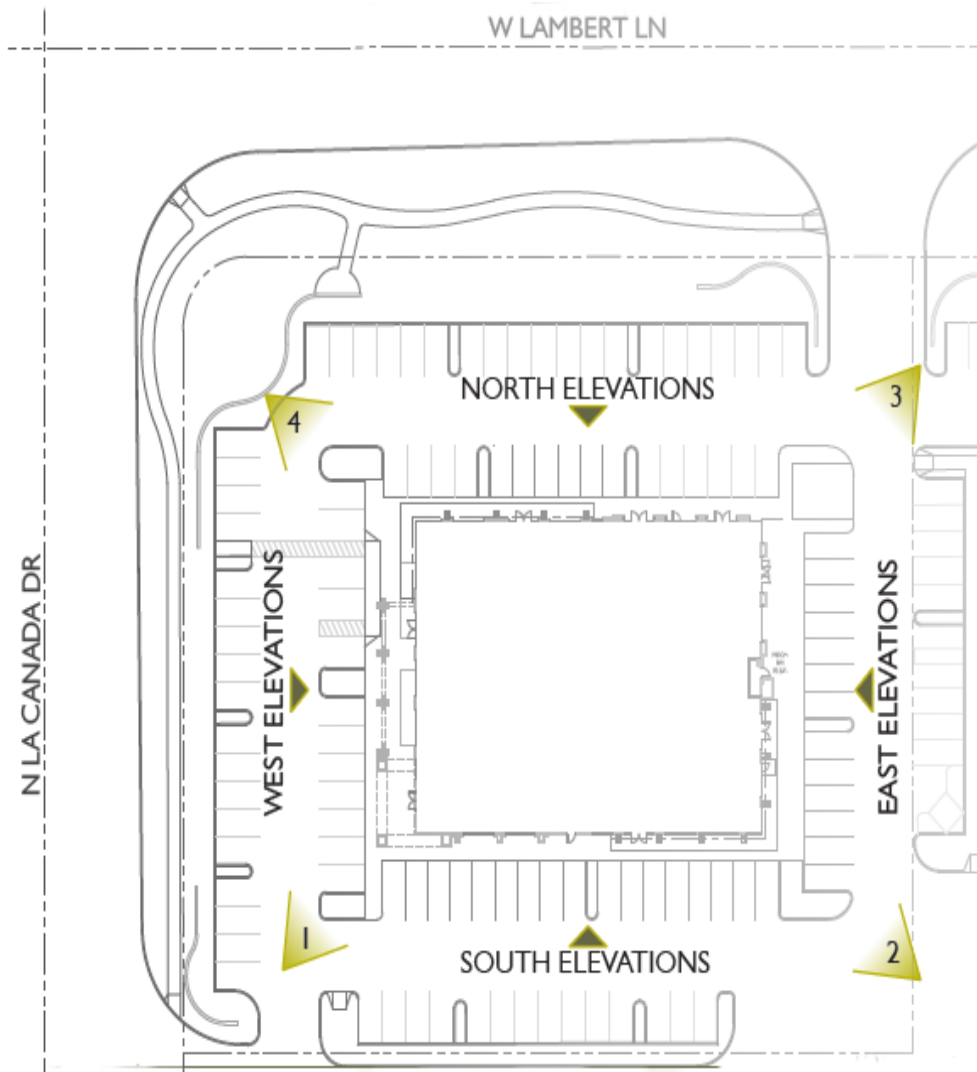 W LAMBERT LN
NORTH ELEVATIONS
3
4
N LA CANADA DR
WEST ELEVATIONS
EAST ELEVATIONS
1
2
SOUTH ELEVATIONS